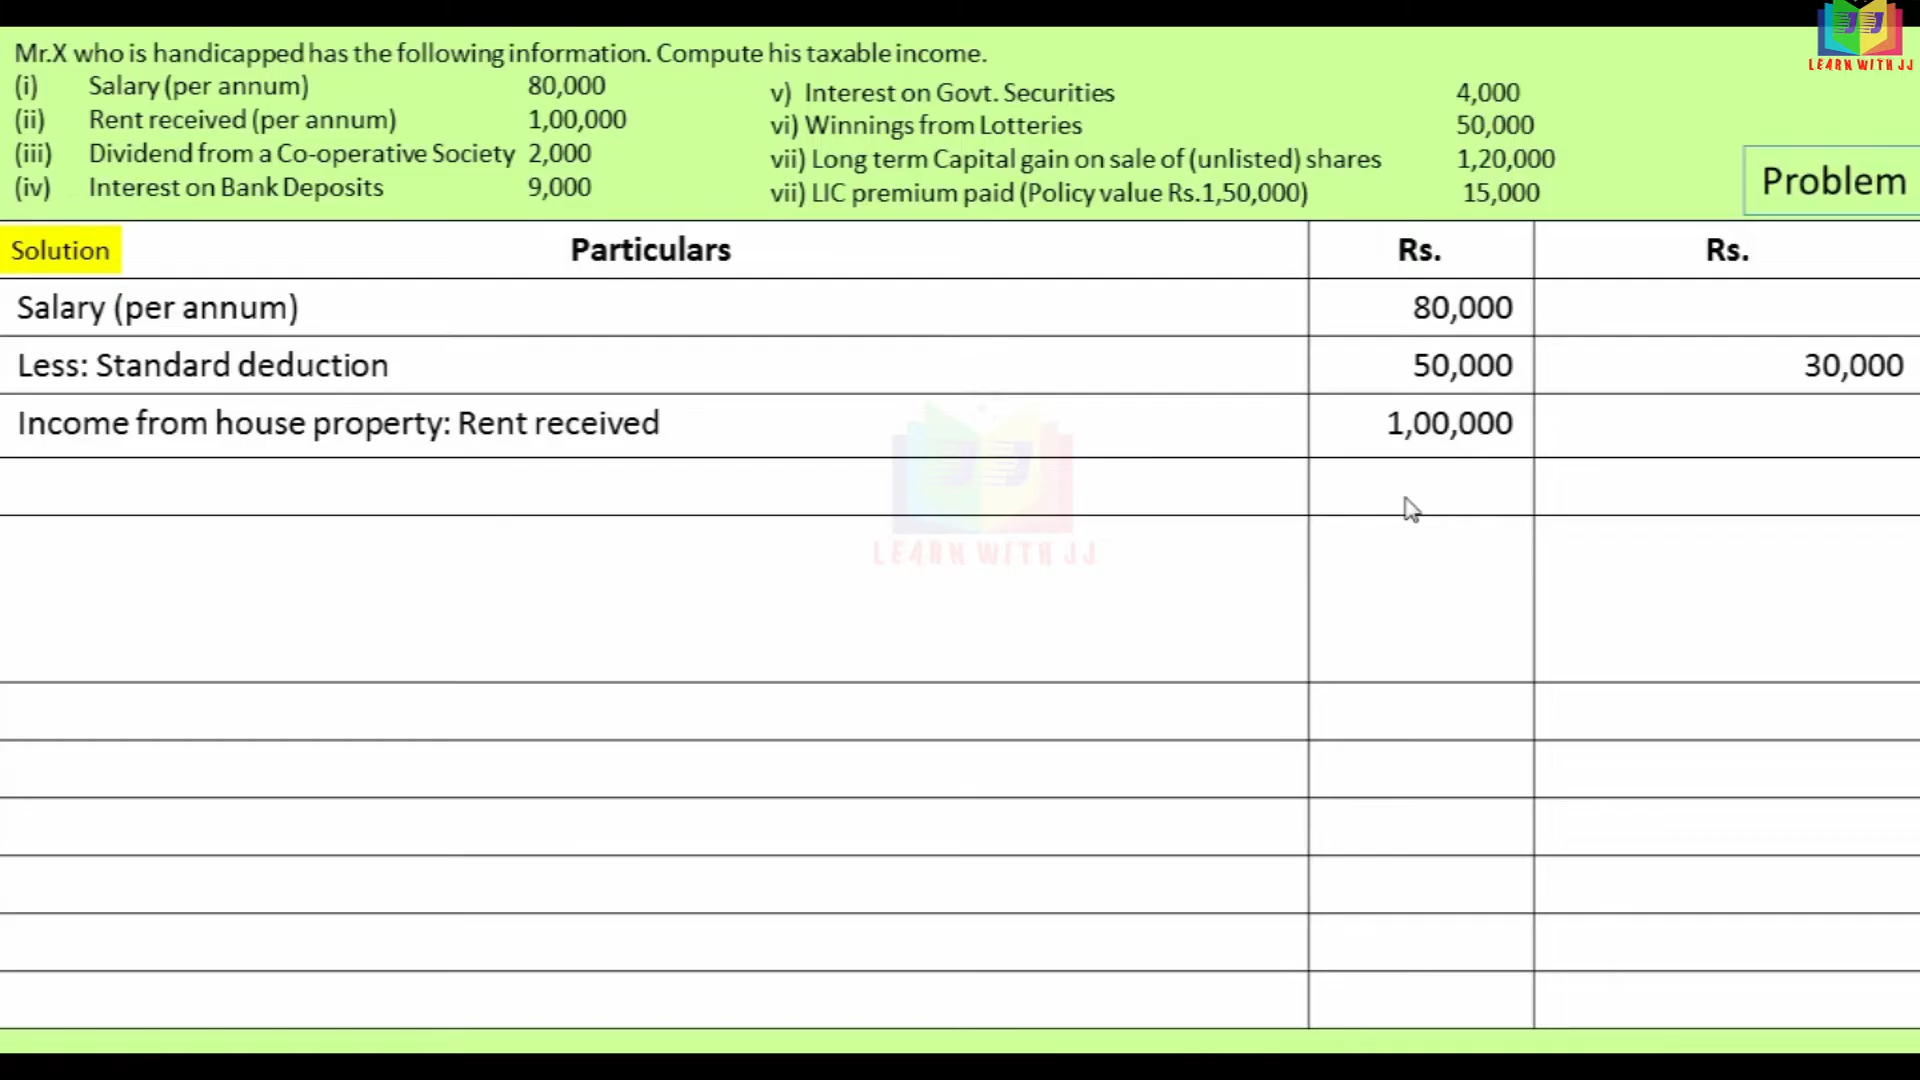 Mr.X who is handicapped has the following information. Compute his taxable income.
(i) Salary (per annum) 80,000
(ii) Rent received (per annum) 1,00,000
(iii) Dividend from a Co-operative Society 2,000
(iv) Interest on Bank Deposits 9,000
v) Interest on Govt. Securities 4,000
vi) Winnings from Lotteries 50,000
vii) Long term Capital gain on sale of (unlisted) shares 1,20,000
vii) LIC premium paid (Policy value Rs.1,50,000) 15,000
JJ
LEARN WITH JJ
Problem
Solution Particulars Rs. Rs.
Salary (per annum) 80,000
Less: Standard deduction 50,000 30,000
Income from house property: Rent received 1,00,000
JJ
LEARN WITH JJ